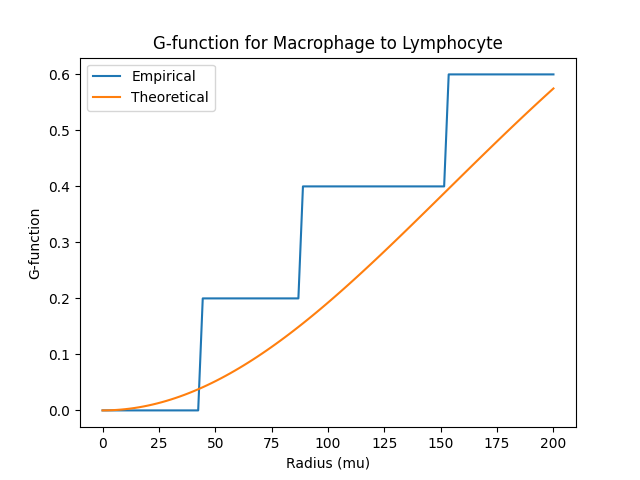 G-function for Macrophage to Lymphocyte
Empirical
Theoretical
0.6
0.5
0.4
0.3
0.2
0.1
0.0
G-function
0 25 50 75 100 125 150 175 200
Radius (mu)